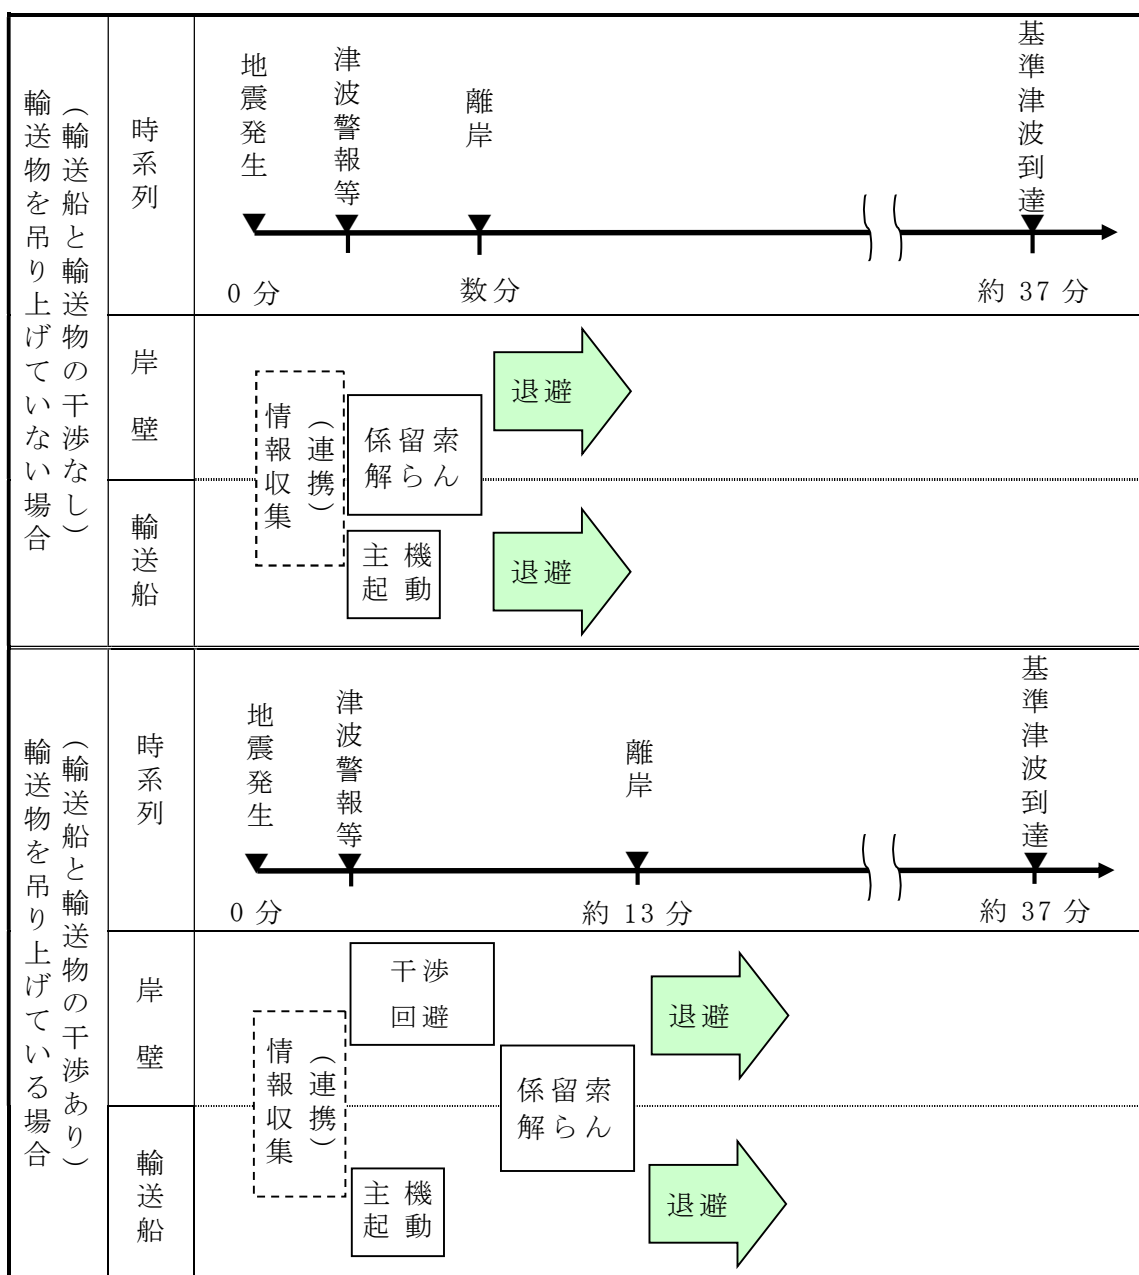 輸送物を吊り上げていない場合
（輸送船と輸送物の干渉なし）
時系列
地震発生
津波警報等
離岸
基準津波到達
0 分
数分
約 37 分
岸壁
輸送船
情報収集
（連携）
係留索
解らん
主機
起動
退避
退避
輸送物を吊り上げている場合
（輸送船と輸送物の干渉あり）
時系列
地震発生
津波警報等
離岸
基準津波到達
0 分
約 13 分
約 37 分
岸壁
輸送船
情報収集
（連携）
干渉
回避
係留索
解らん
主機
起動
退避
退避